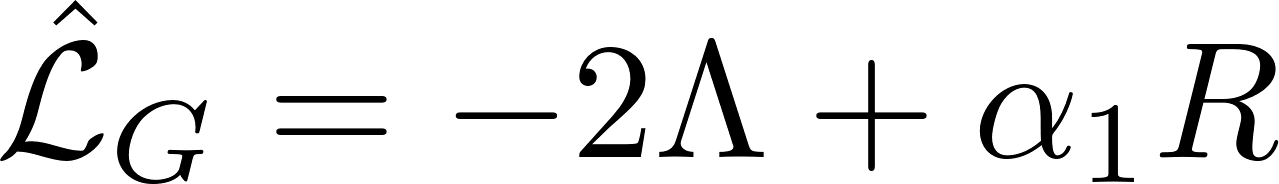 $\hat{\mathcal{L}}_G = -2\Lambda + \alpha_1 R$